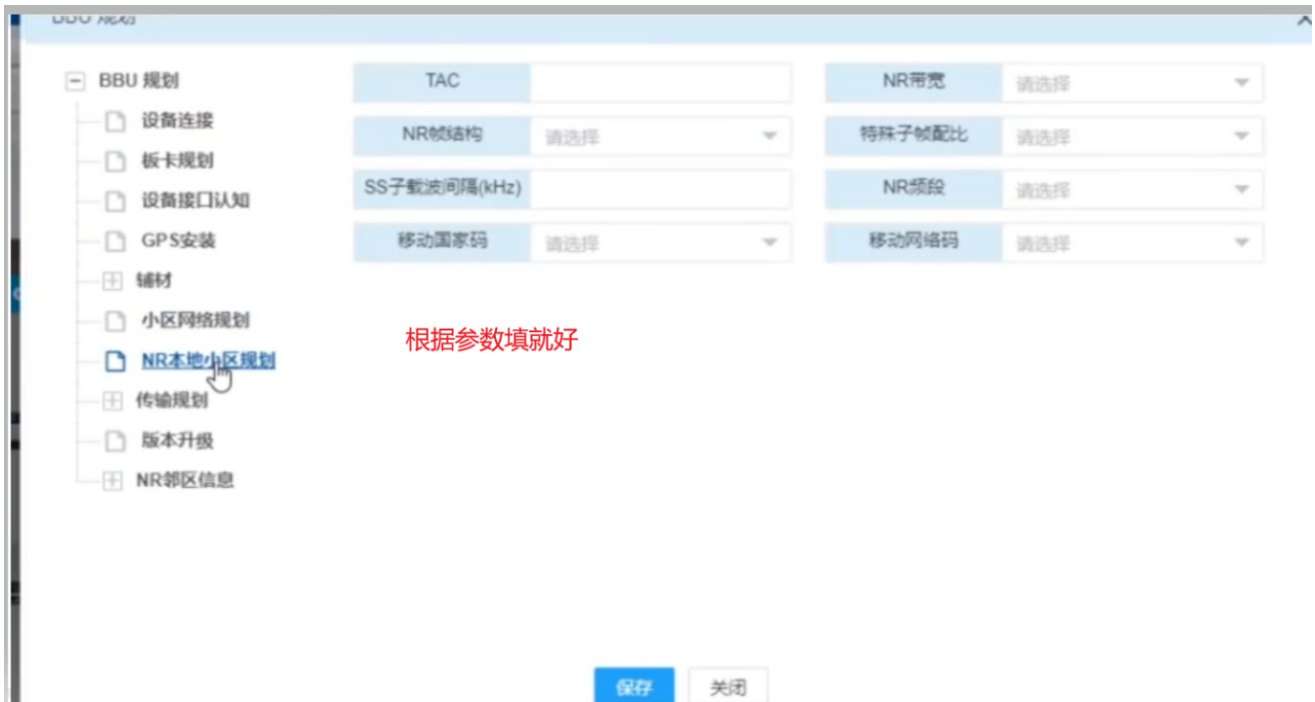 BBU 规划
BBU 规划
设备连接
板卡规划
设备接口认知
GPS安装
辅材
小区网络规划
NR本地小区规划
传输规划
版本升级
NR邻区信息
TAC
NR带宽 请选择
NR帧结构 请选择
特殊子帧配比 请选择
SS子载波间隔(kHz)
NR频段 请选择
移动国家码 请选择
移动网络码 请选择
根据参数填就好
保存 关闭